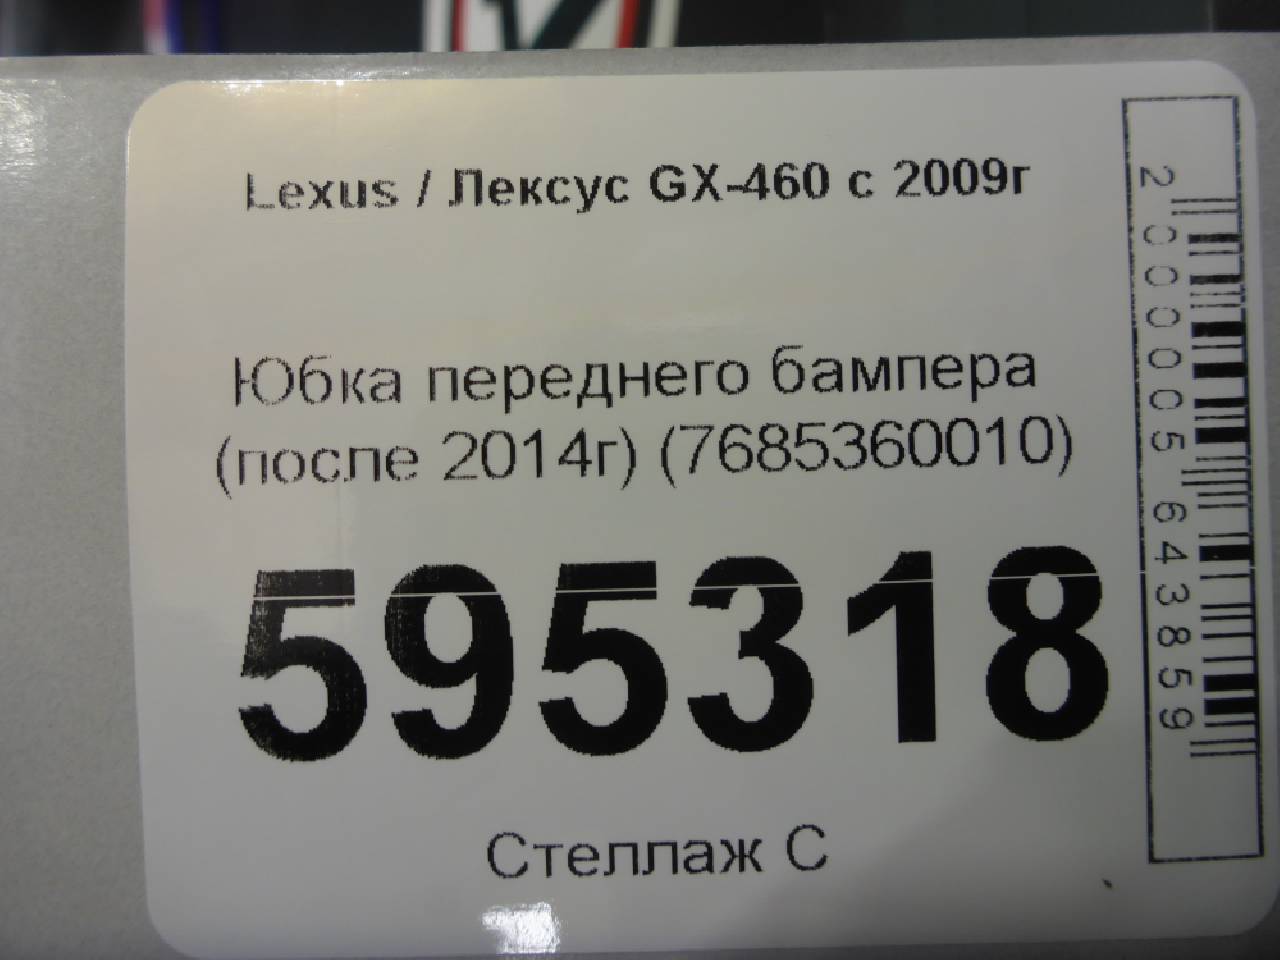 Lexus / Лексус GX-460 с 2009г
Юбка переднего бампера
(после 2014г) (7685360010)
595318
Стеллаж С
2000005643859